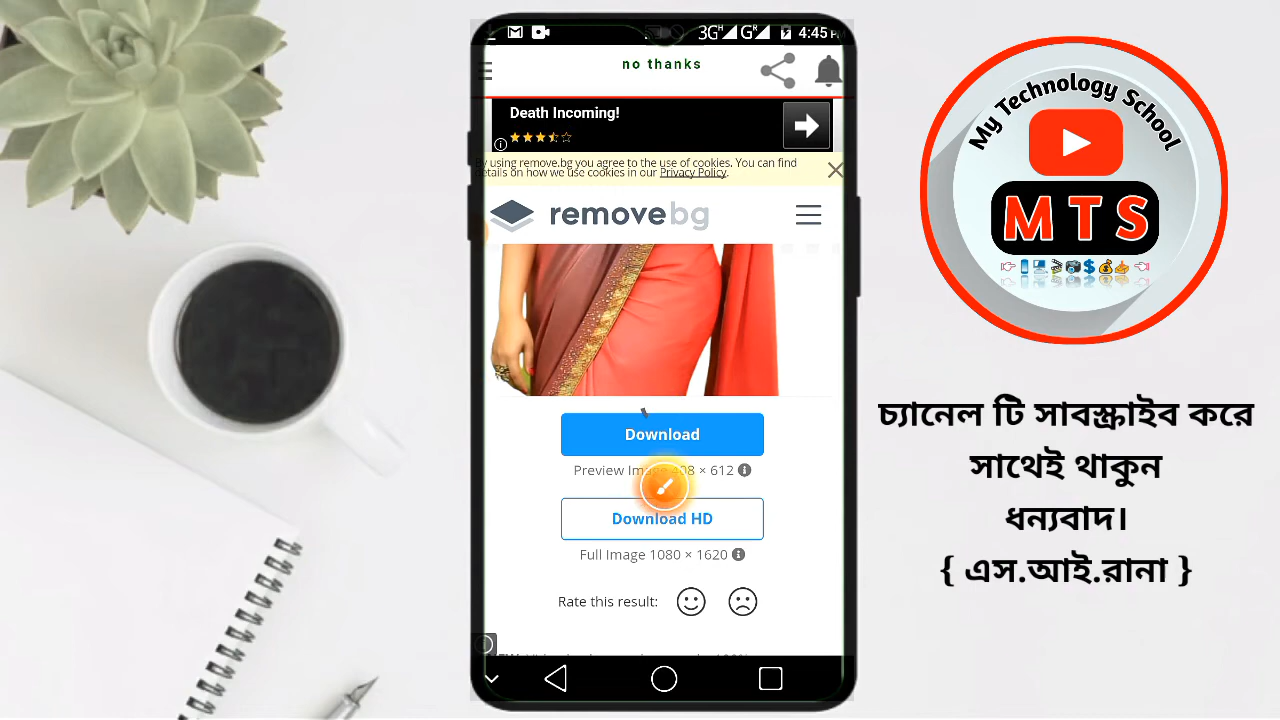 3G H G R 4:45 PM
no thanks
Death Incoming!
By using remove.bg you agree to the use of cookies. You can find
details on how we use cookies in our Privacy Policy.
removebg
Download
Preview Image 408 × 612
Download HD
Full Image 1080 × 1620
Rate this result:
My Technology School
MTS
চ্যানেল টি সাবস্ক্রাইব করে
সাথেই থাকুন
ধন্যবাদ।
{ এস.আই.রানা }